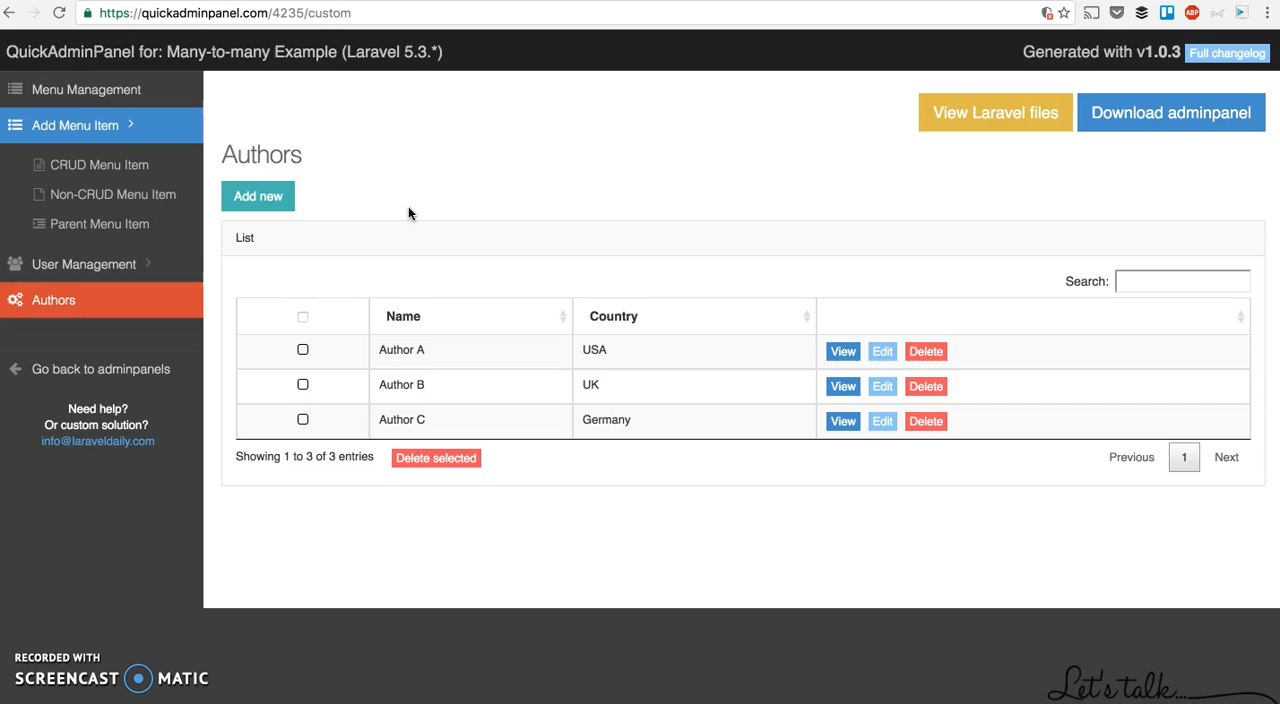 https://quickadminpanel.com/4235/custom
ABP
QuickAdminPanel for: Many-to-many Example (Laravel 5.3.*)
Generated with v1.0.3 Full changelog
Menu Management
Add Menu Item
CRUD Menu Item
Non-CRUD Menu Item
Parent Menu Item
User Management
Authors
Go back to adminpanels
Need help?
Or custom solution?
info@laraveldaily.com
View Laravel files Download adminpanel
Authors
Add new
List
Search:
Name Country
Author A USA View Edit Delete
Author B UK View Edit Delete
Author C Germany View Edit Delete
Showing 1 to 3 of 3 entries Delete selected Previous 1 Next
RECORDED WITH
SCREENCAST MATIC
Let's talk...